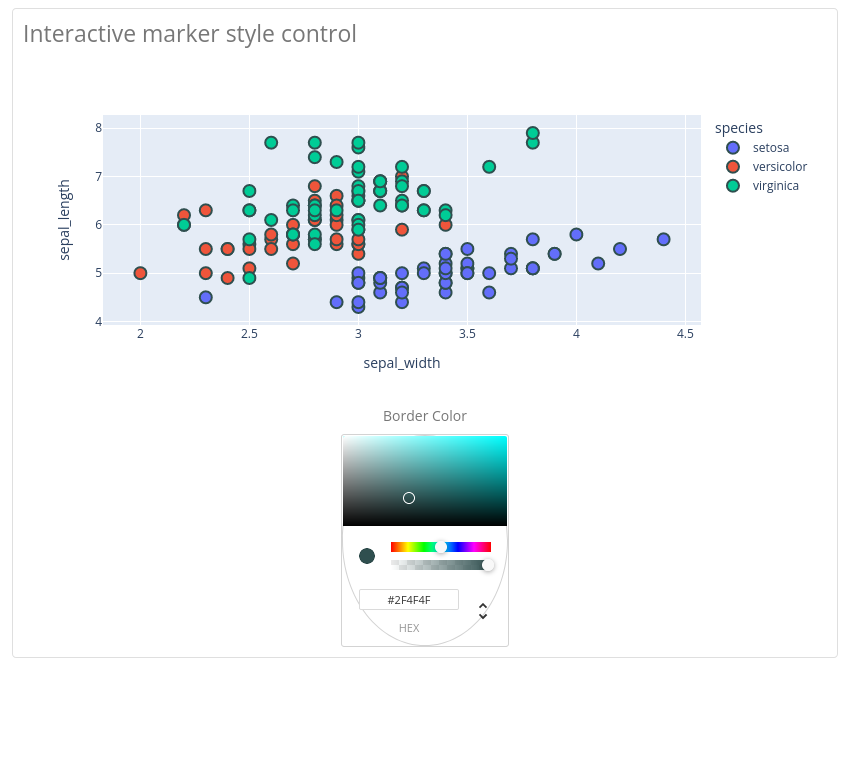 Interactive marker style control
species
setosa
versicolor
virginica
sepal_length
8
7
6
5
4
2
2.5
3
3.5
4
4.5
sepal_width
Border Color
#2F4F4F
HEX